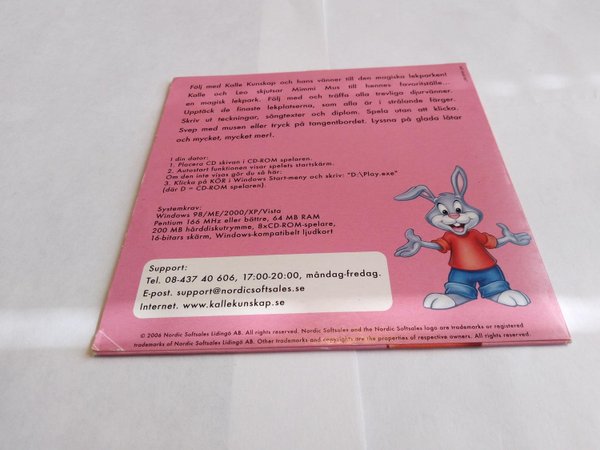 Följ med Kalle Kunskap och hans vänner till den magiska lekparken!
Kalle och Leo skjutsar Mimmi Mus till hennes favoritställe...
en magisk lekpark. Följ med och träffa alla trevliga djurvänner.
Upptäck de finaste lekplatserna, som alla är i strålande färger.
Skriv ut teckningar, sångtexter och diplom. Spela utan att klicka.
Svep med musen eller tryck på tangentbordet. Lyssna på glada låtar
och mycket, mycket mer!
I din dator:
1. Placera CD skivan i CD-ROM spelaren.
2. Autostart funktionen visar spelets startskärm.
Om den inte visas gör du så här:
3. Klicka på KÖR i Windows Start-meny och skriv: "D:\Play.exe"
(där D = CD-ROM spelaren).
Systemkrav:
Windows 98/ME/2000/XP/Vista
Pentium 166 MHz eller bättre, 64 MB RAM
200 MB hårddiskutrymme, 8xCD-ROM-spelare,
16-bitars skärm, Windows-kompatibelt ljudkort
Support:
Tel. 08-437 40 606, 17:00-20:00, måndag-fredag.
E-post. support@nordicsoftsales.se
Internet. www.kallekunskap.se
© 2006 Nordic Softsales Lidingö AB. All rights reserved. Nordic Softsales and the Nordic Softsales logo are trademarks or registered
trademarks of Nordic Softsales Lidingö AB. Other trademarks and copyrights are the properties of respective owners. All rights reserved.